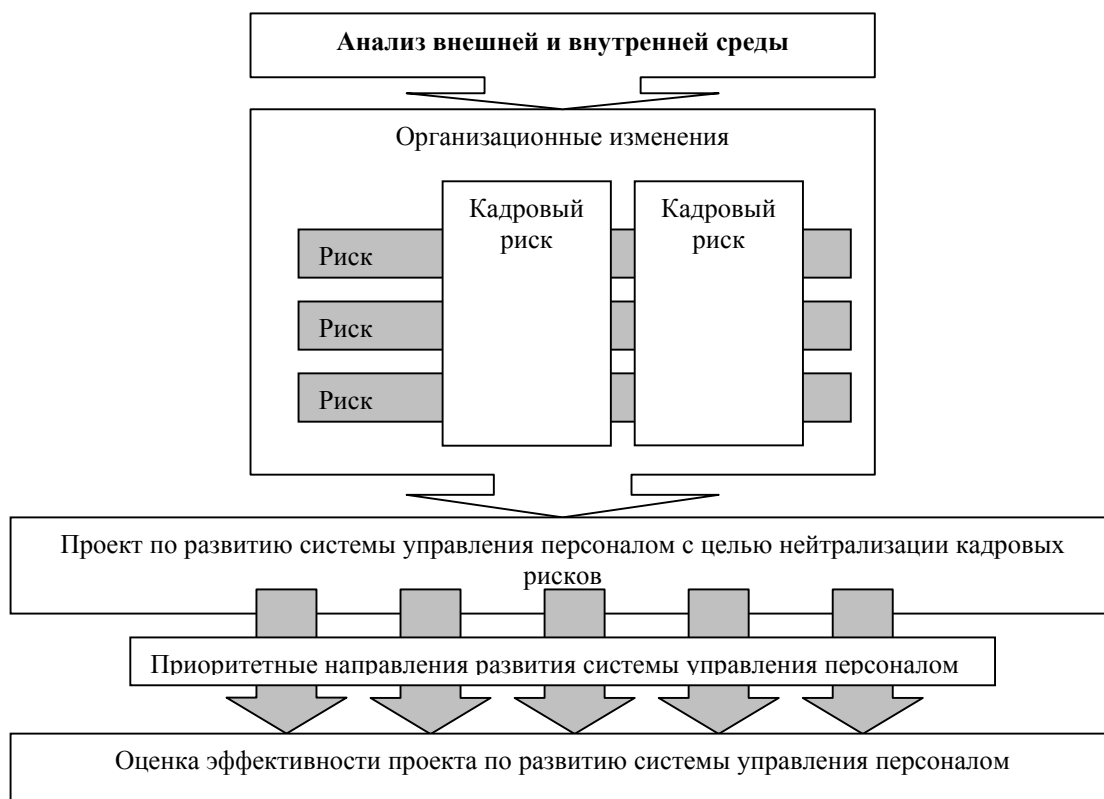 Анализ внешней и внутренней среды
Организационные изменения
Кадровый
риск
Кадровый
риск
Риск
Риск
Риск
Проект по развитию системы управления персоналом с целью нейтрализации кадровых
рисков
Приоритетные направления развития системы управления персоналом
Оценка эффективности проекта по развитию системы управления персоналом